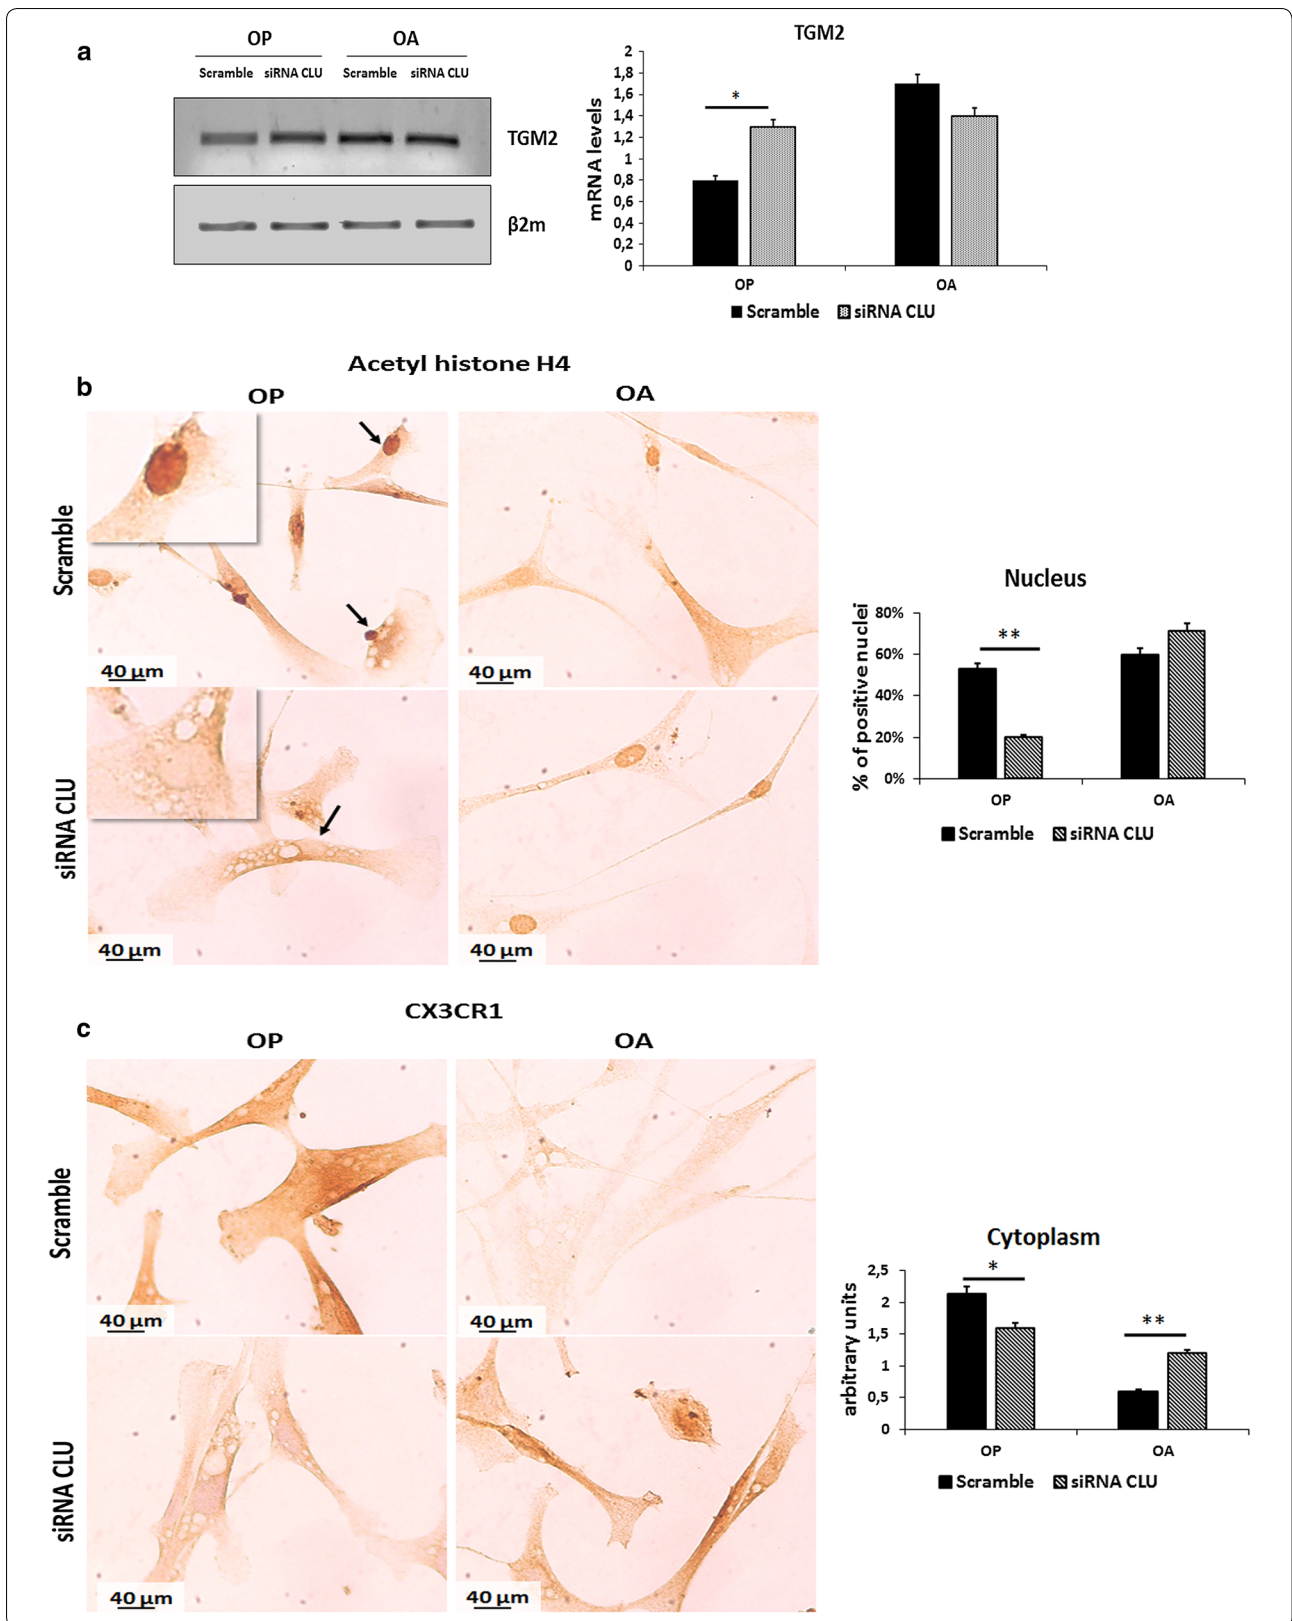 a
OP OA
Scramble siRNA CLU Scramble siRNA CLU
TGM2
β2m
TGM2
mRNA levels
2
1,8
1,6
1,4
1,2
1
0,8
0,6
0,4
0,2
0
*
OP OA
Scramble siRNA CLU
Acetyl histone H4
b
OP OA
Scramble
40 µm 40 µm
siRNA CLU
40 µm 40 µm
Nucleus
% of positive nuclei
80%
60%
40%
20%
0%
**
OP OA
Scramble siRNA CLU
CX3CR1
c
OP OA
Scramble
40 µm 40 µm
siRNA CLU
40 µm 40 µm
Cytoplasm
arbitrary units
2,5
2
1,5
1
0,5
0
*
**
OP OA
Scramble siRNA CLU